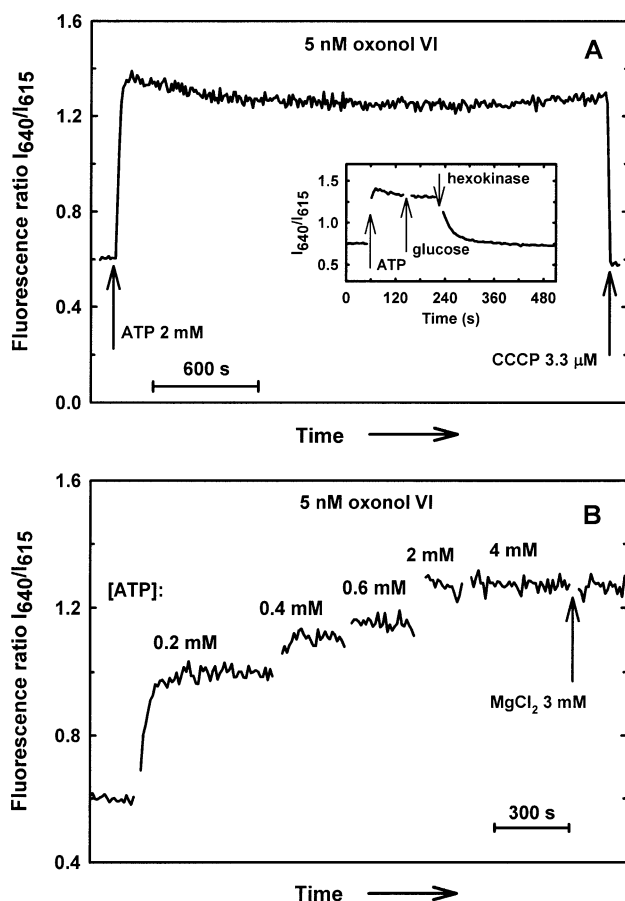 5 nM oxonol VI
A
Fluorescence ratio I640/I615
1.6
1.2
0.8
0.4
0.0
ATP 2 mM
600 s
CCCP 3.3 µM
I640/I615
1.5
1.0
0.5
hexokinase
glucose
ATP
0 120 240 360 480
Time (s)
Time
5 nM oxonol VI
B
Fluorescence ratio I640/I615
1.6
1.2
0.8
0.4
[ATP]:
0.2 mM
0.4 mM
0.6 mM
2 mM
4 mM
MgCl2 3 mM
300 s
Time